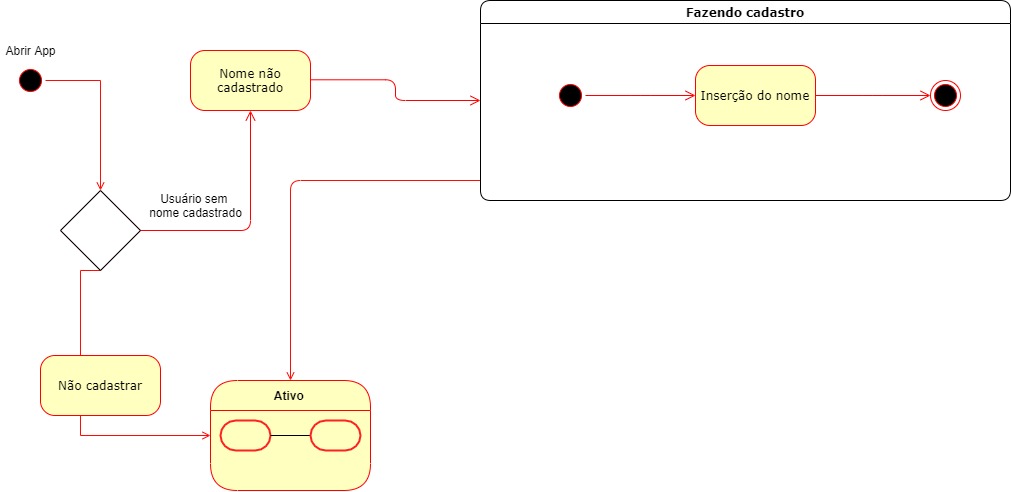 Fazendo cadastro
Abrir App
Nome não
cadastrado
Inserção do nome
Usuário sem
nome cadastrado
Não cadastrar
Ativo